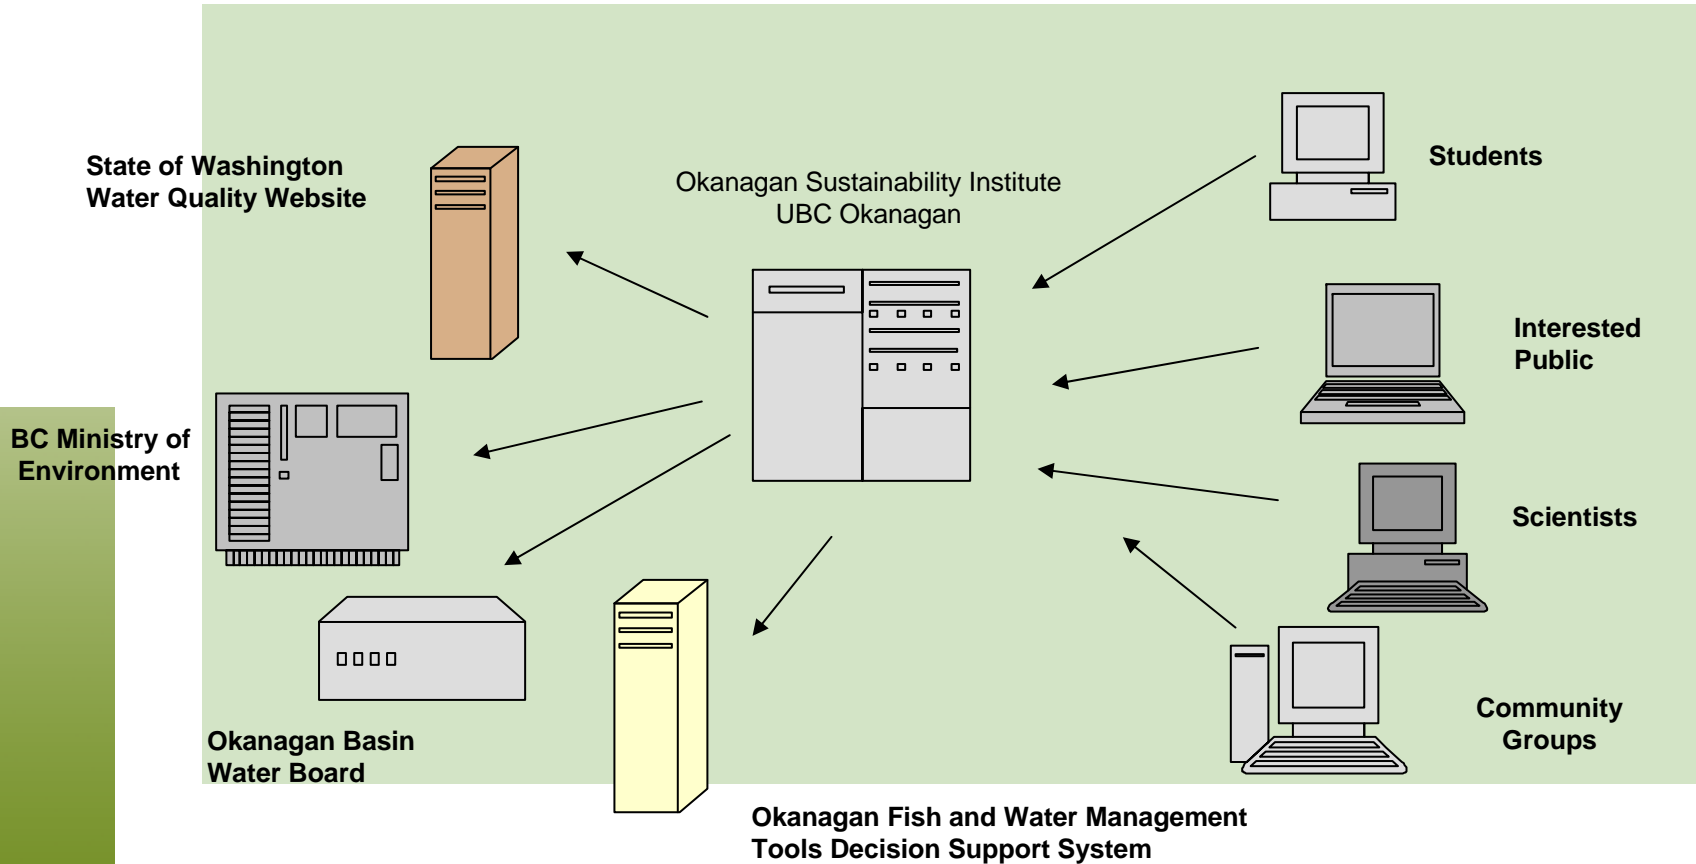 State of Washington
Water Quality Website
Okanagan Sustainability Institute
UBC Okanagan
Students
Interested
Public
BC Ministry of
Environment
Scientists
Okanagan Basin
Water Board
Community
Groups
Okanagan Fish and Water Management
Tools Decision Support System